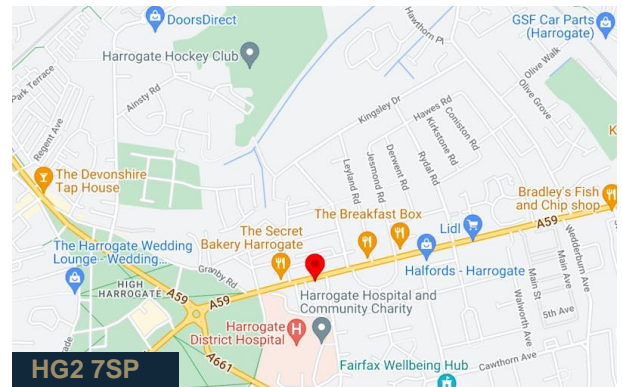 DoorsDirect
Hawthorn Pl
GSF Car Parts
(Harrogate)
Harrogate Hockey Club
Olive Walk
Park Terrace
Ainsty Rd
Kingsley Dr
Hawes Rd
Coniston Rd
Olive Grove
Regent Ave
Kirkstone Rd
K
Leyland Rd
Jesmond Rd
Derwent Rd
Rydal Rd
The Devonshire
Tap House
Bradley's Fish
and Chip shop
The Breakfast Box
The Secret
Bakery Harrogate
Lidl
A59
The Harrogate Wedding
Lounge - Wedding...
Granby Rd
Halfords - Harrogate
Wedderburn Ave
HIGH
HARROGATE
A59
A59
Main St
Main Ave
Harrogate Hospital and
Community Charity
Walworth Ave
5th Ave
Harrogate
District Hospital
H
ade
A661
Fairfax Wellbeing Hub
Cawthorn Ave
HG2 7SP